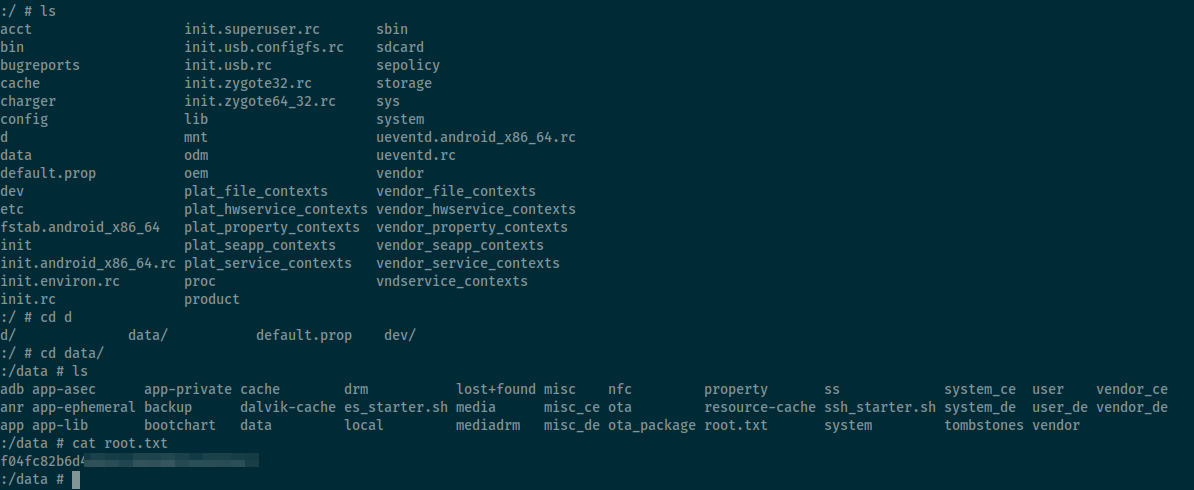 :/ # ls
acct init.superuser.rc sbin
bin init.usb.configfs.rc sdcard
bugreports init.usb.rc sepolicy
cache init.zygote32.rc storage
charger init.zygote64_32.rc sys
config lib system
d mnt ueventd.android_x86_64.rc
data odm ueventd.rc
default.prop oem vendor
dev plat_file_contexts vendor_file_contexts
etc plat_hwservice_contexts vendor_hwservice_contexts
fstab.android_x86_64 plat_property_contexts vendor_property_contexts
init plat_seapp_contexts vendor_seapp_contexts
init.android_x86_64.rc plat_service_contexts vendor_service_contexts
init.environ.rc proc vndservice_contexts
init.rc product
:/ # cd d
d/ data/ default.prop dev/
:/ # cd data/
:/data # ls
adb app-asec app-private cache drm lost+found misc nfc property ss system_ce user vendor_ce
anr app-ephemeral backup dalvik-cache es_starter.sh media misc_ce ota resource-cache ssh_starter.sh system_de user_de vendor_de
app app-lib bootchart data local mediadrm misc_de ota_package root.txt system tombstones vendor
:/data # cat root.txt
f04fc82b6d4
:/data #